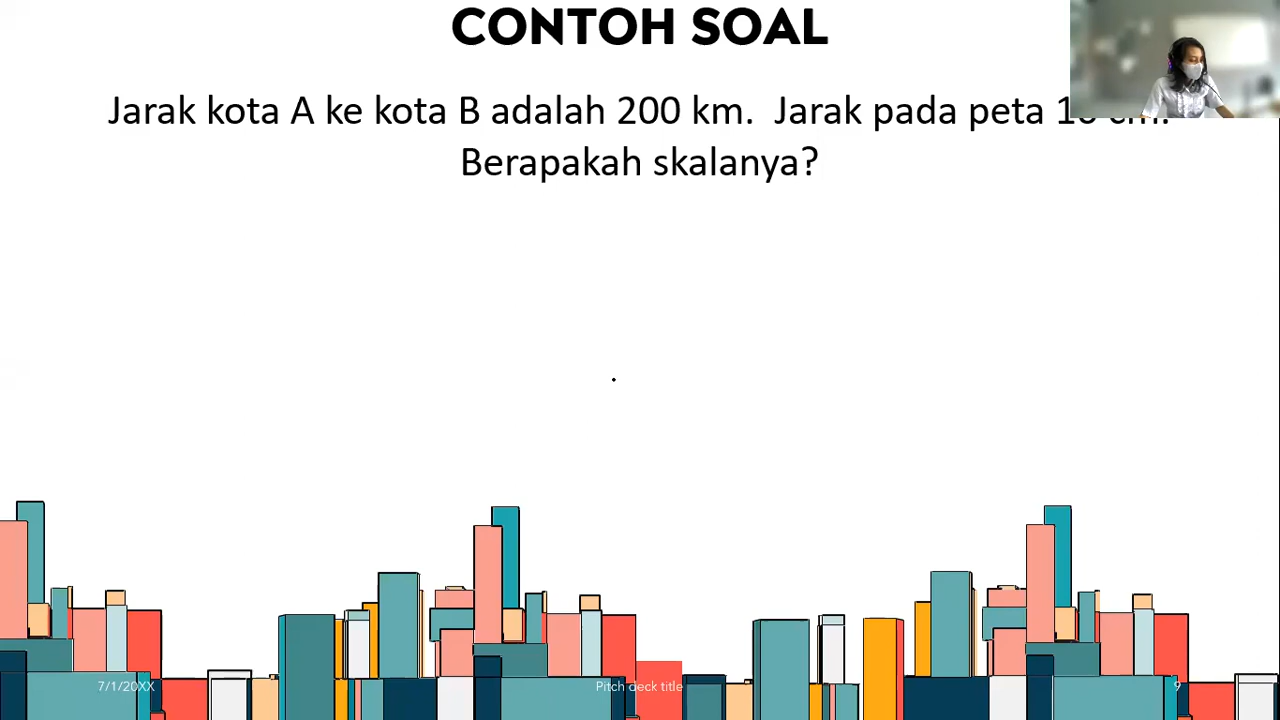 CONTOH SOAL
Jarak kota A ke kota B adalah 200 km. Jarak pada peta
Berapakah skalanya?
7/1/20XX
Pitch deck title
9